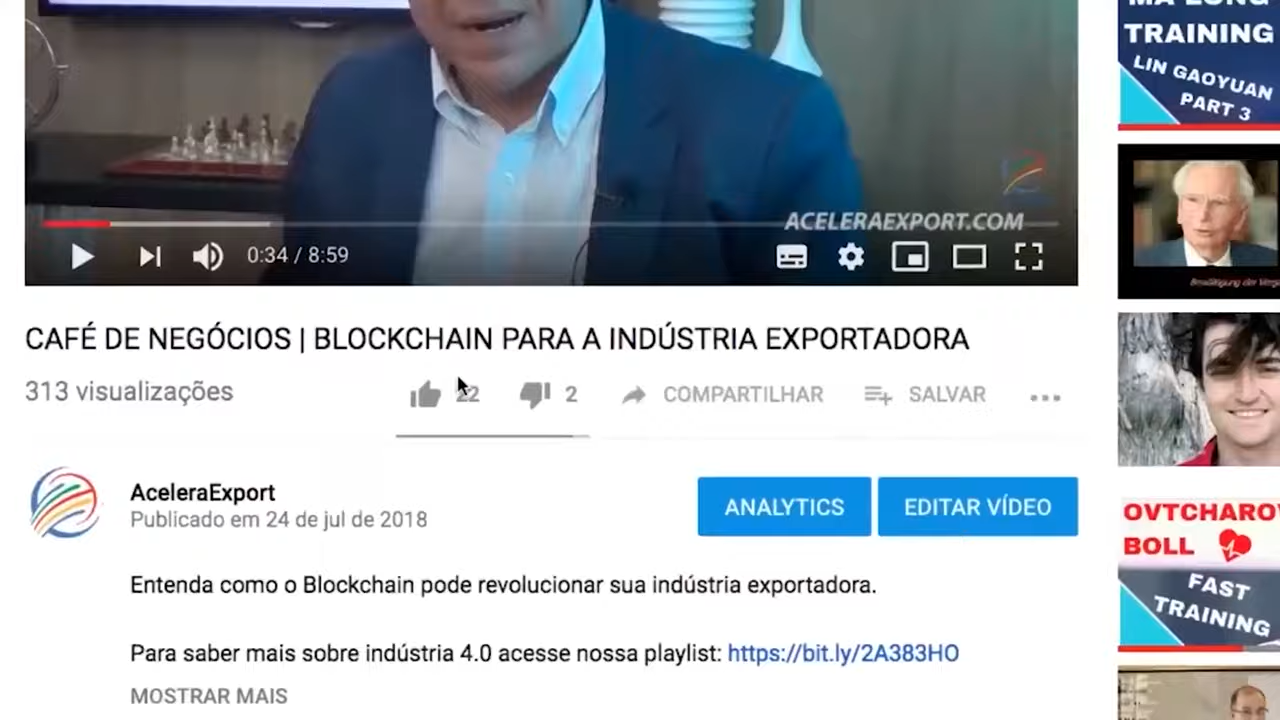 ACELERAEXPORT.COM
0:34 / 8:59
CAFÉ DE NEGÓCIOS | BLOCKCHAIN PARA A INDÚSTRIA EXPORTADORA
313 visualizações
22 2 COMPARTILHAR SALVAR
AceleraExport
Publicado em 24 de jul de 2018
ANALYTICS EDITAR VÍDEO
Entenda como o Blockchain pode revolucionar sua indústria exportadora.
Para saber mais sobre indústria 4.0 acesse nossa playlist: https://bit.ly/2A383HO
MOSTRAR MAIS
MA LONG
TRAINING
LIN GAOYUAN
PART 3
OVTCHAROV
BOLL
FAST
TRAINING